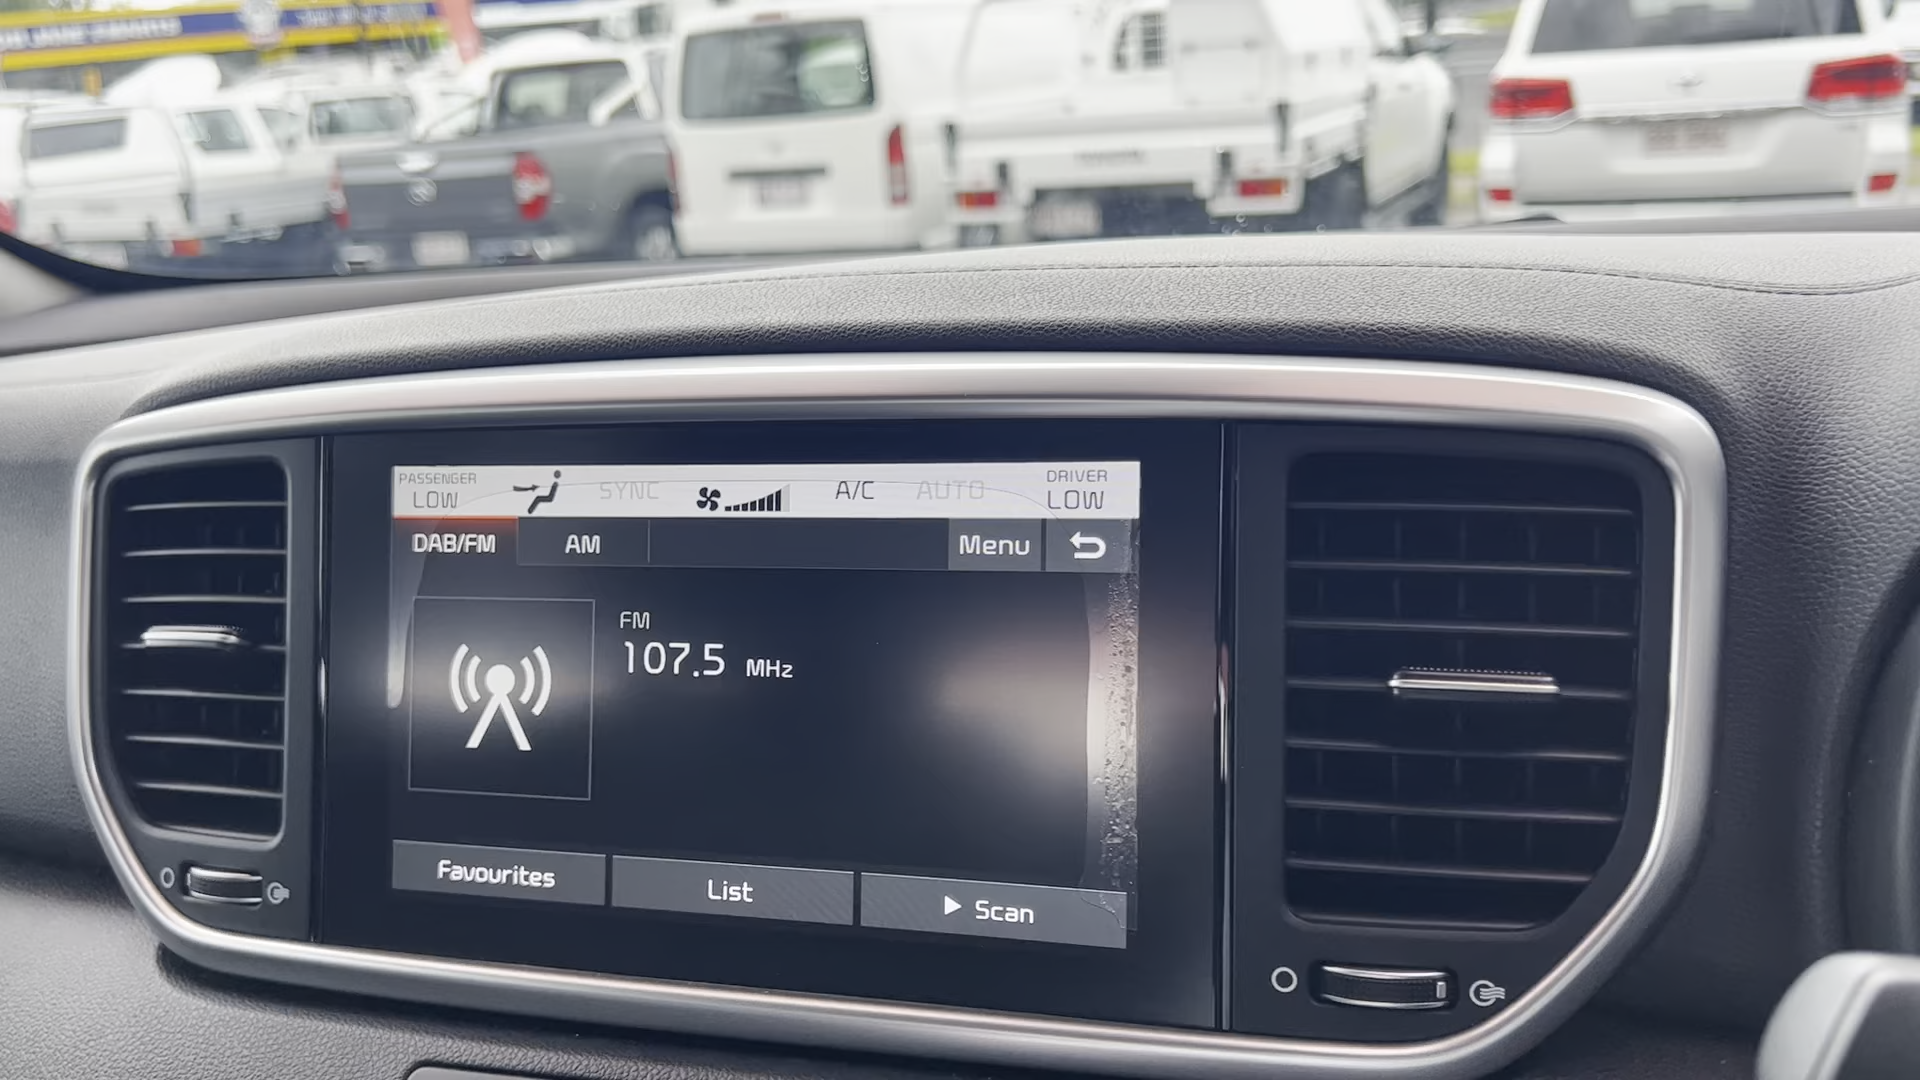 PASSENGER
LOW
SYNC
A/C
AUTO
DRIVER
LOW
DAB/FM
AM
Menu
FM
107.5 MHz
Favourites
List
Scan